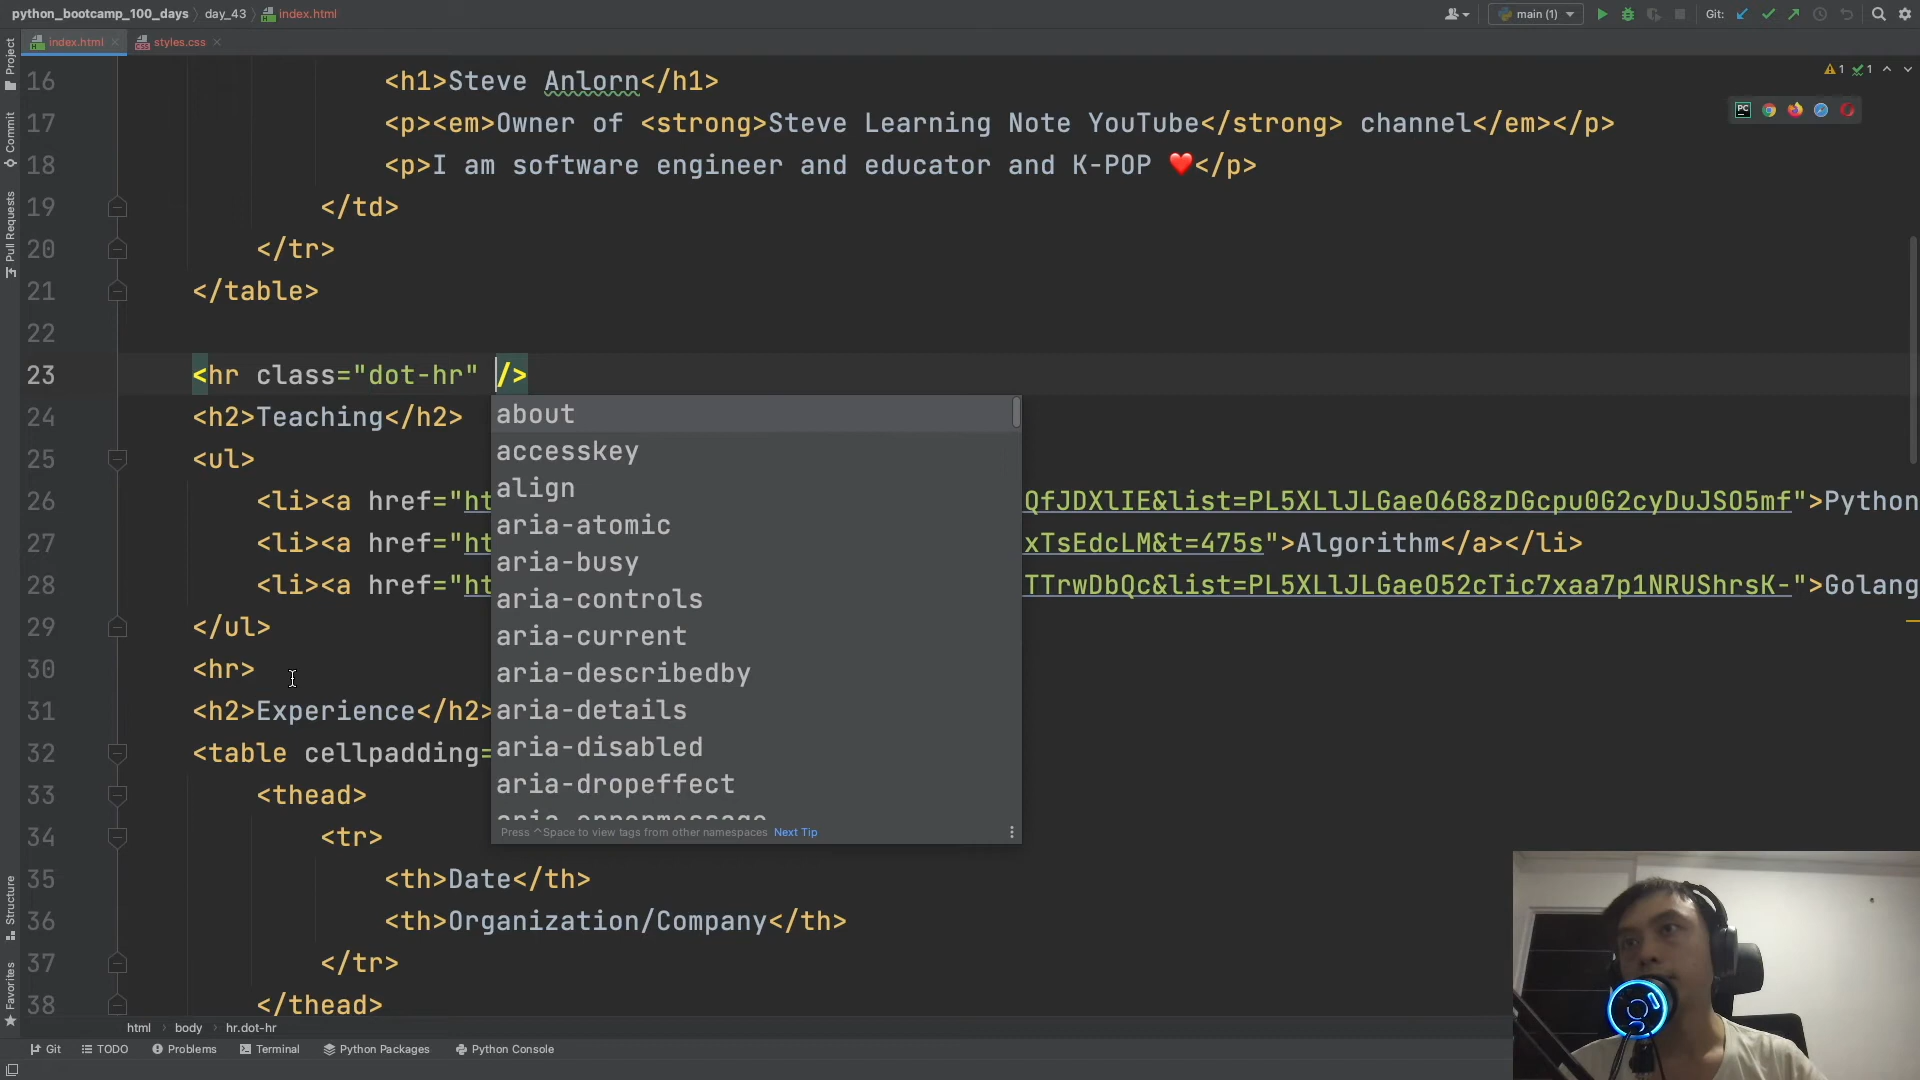 python_bootcamp_100_days › day_43 › index.html
main (1)
Git:
index.html
styles.css
Project
Commit
Pull Requests
Structure
Favorites
1 1
PC
16 <h1>Steve Anlorn</h1>
17 <p><em>Owner of <strong>Steve Learning Note YouTube</strong> channel</em></p>
18 <p>I am software engineer and educator and K-POP ❤️</p>
19 </td>
20 </tr>
21 </table>
22
23 <hr class="dot-hr" />
24 <h2>Teaching</h2>
25 <ul>
26 <li><a href="ht QfJDXlIE&list=PL5XLlJLGaeO6G8zDGcpu0G2cyDuJSO5mf">Python
27 <li><a href="ht xTsEdcLM&t=475s">Algorithm</a></li>
28 <li><a href="ht TTrwDbQc&list=PL5XLlJLGaeO52cTic7xaa7p1NRUShrsK-">Golang
29 </ul>
30 <hr>
31 <h2>Experience</h2>
32 <table cellpadding=
33 <thead>
34 <tr>
35 <th>Date</th>
36 <th>Organization/Company</th>
37 </tr>
38 </thead>
about
accesskey
align
aria-atomic
aria-busy
aria-controls
aria-current
aria-describedby
aria-details
aria-disabled
aria-dropeffect
aria-errormessage
Press ^Space to view tags from other namespaces Next Tip
html › body › hr.dot-hr
Git
TODO
Problems
Terminal
Python Packages
Python Console